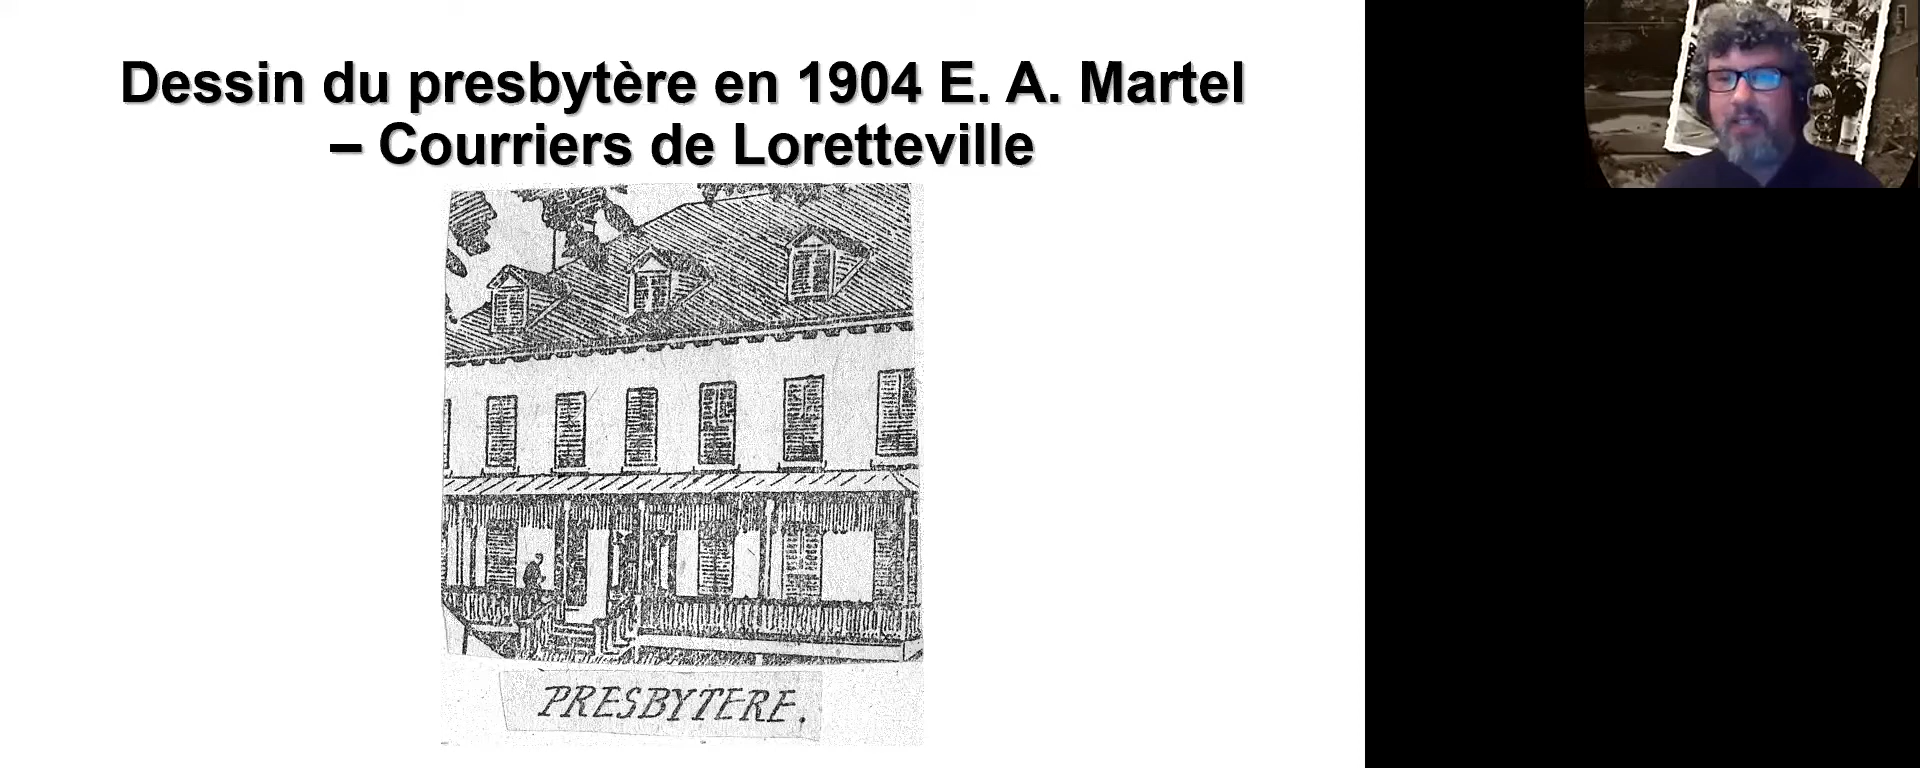 Dessin du presbytère en 1904 E. A. Martel
– Courriers de Loretteville
PRESBYTERE.